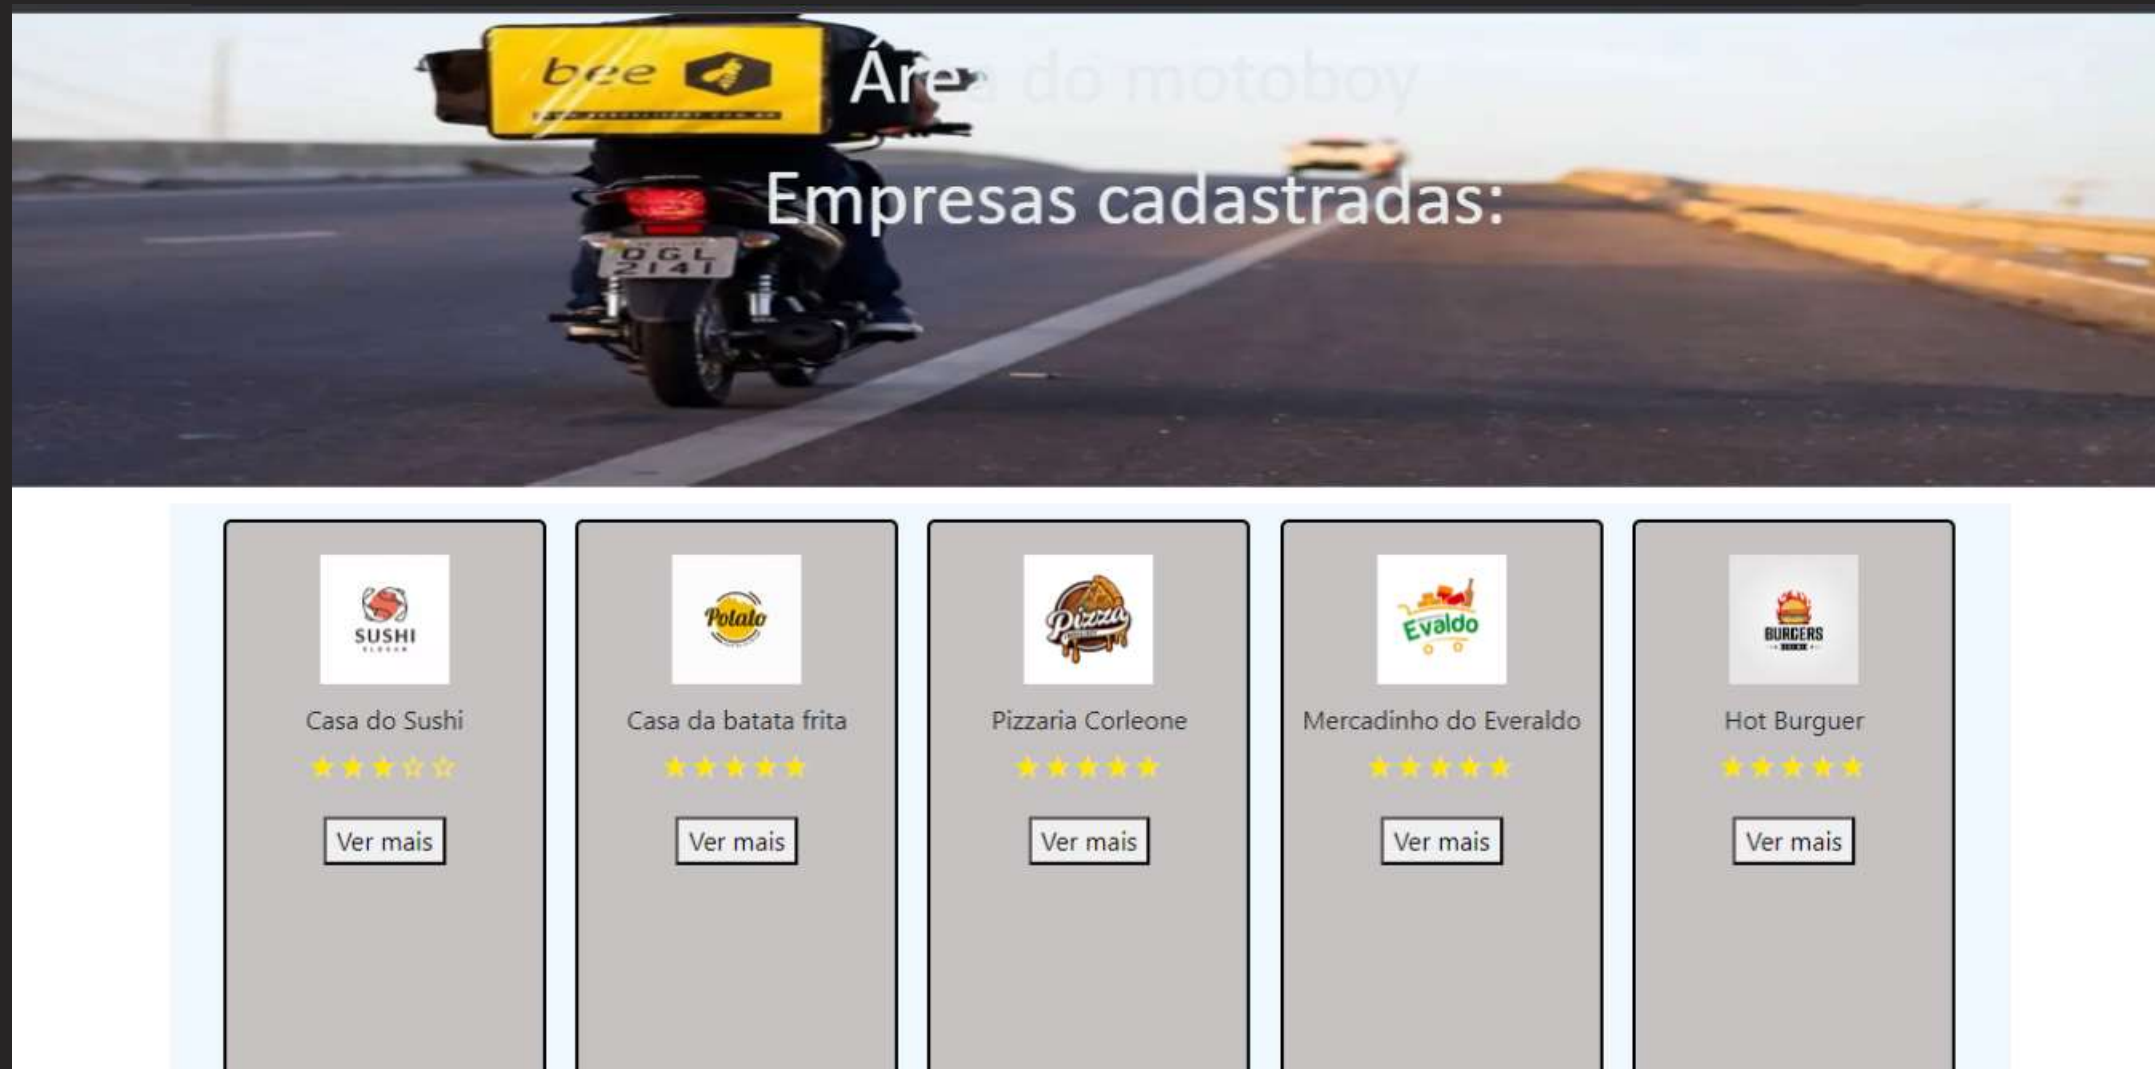 bee
Área do motoboy
Empresas cadastradas:
SUSHI
Potato
Pizza
Evaldo
BURGERS
Casa do Sushi
Casa da batata frita
Pizzaria Corleone
Mercadinho do Everaldo
Hot Burguer
Ver mais
Ver mais
Ver mais
Ver mais
Ver mais